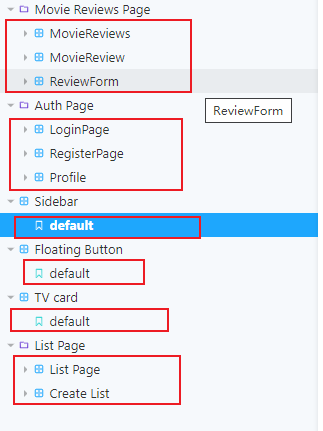 Movie Reviews Page
MovieReviews
MovieReview
ReviewForm
Auth Page
ReviewForm
LoginPage
RegisterPage
Profile
Sidebar
default
Floating Button
default
TV card
default
List Page
List Page
Create List